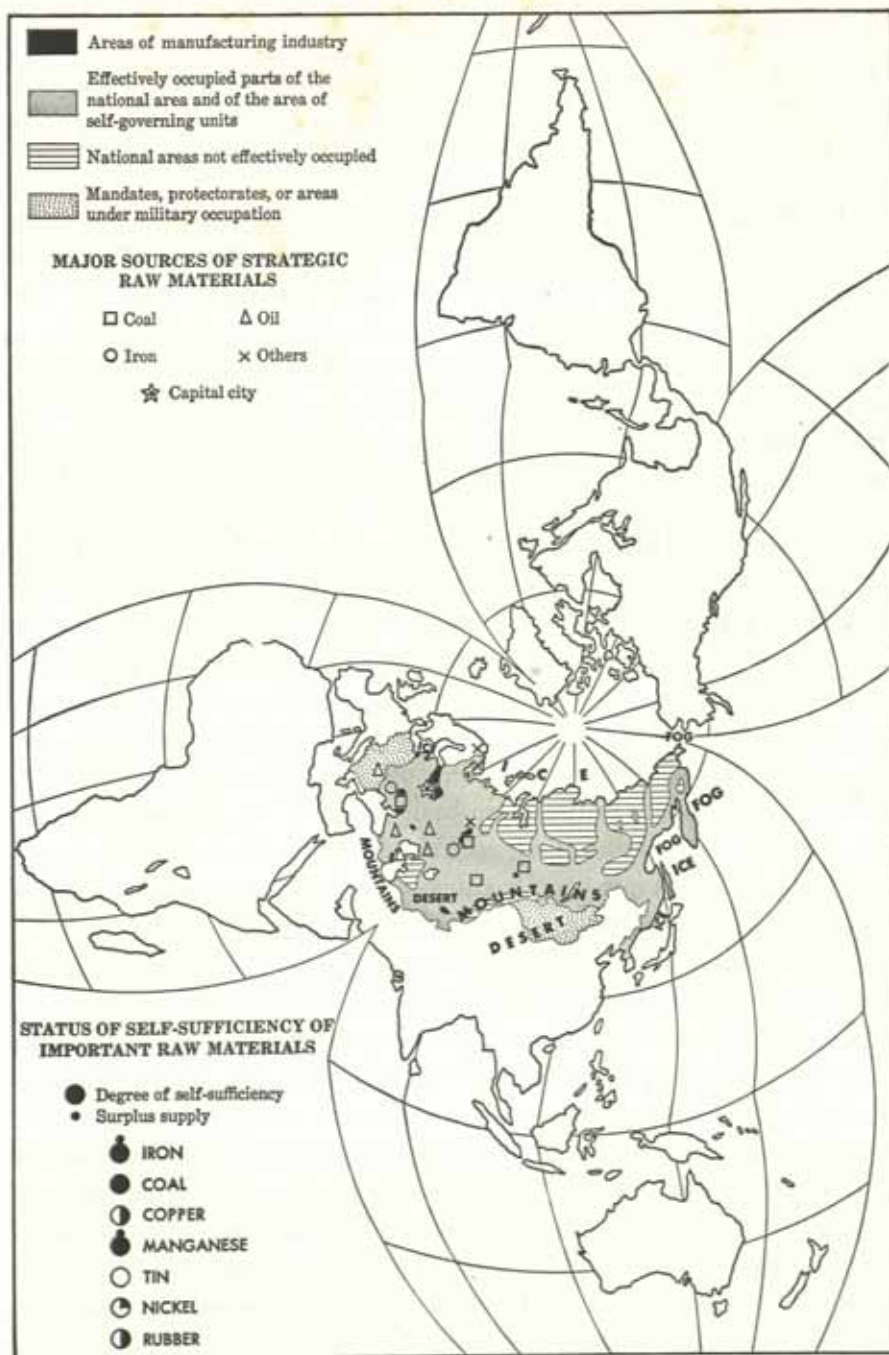 Areas of manufacturing industry
Effectively occupied parts of the
national area and of the area of
self-governing units
National areas not effectively occupied
Mandates, protectorates, or areas
under military occupation
MAJOR SOURCES OF STRATEGIC
RAW MATERIALS
Coal
Oil
Iron
Others
Capital city
FOG
ICE
FOG
FOG
ICE
MOUNTAINS
DESERT
MOUNTAINS
DESERT
STATUS OF SELF-SUFFICIENCY OF
IMPORTANT RAW MATERIALS
Degree of self-sufficiency
Surplus supply
IRON
COAL
COPPER
MANGANESE
TIN
NICKEL
RUBBER